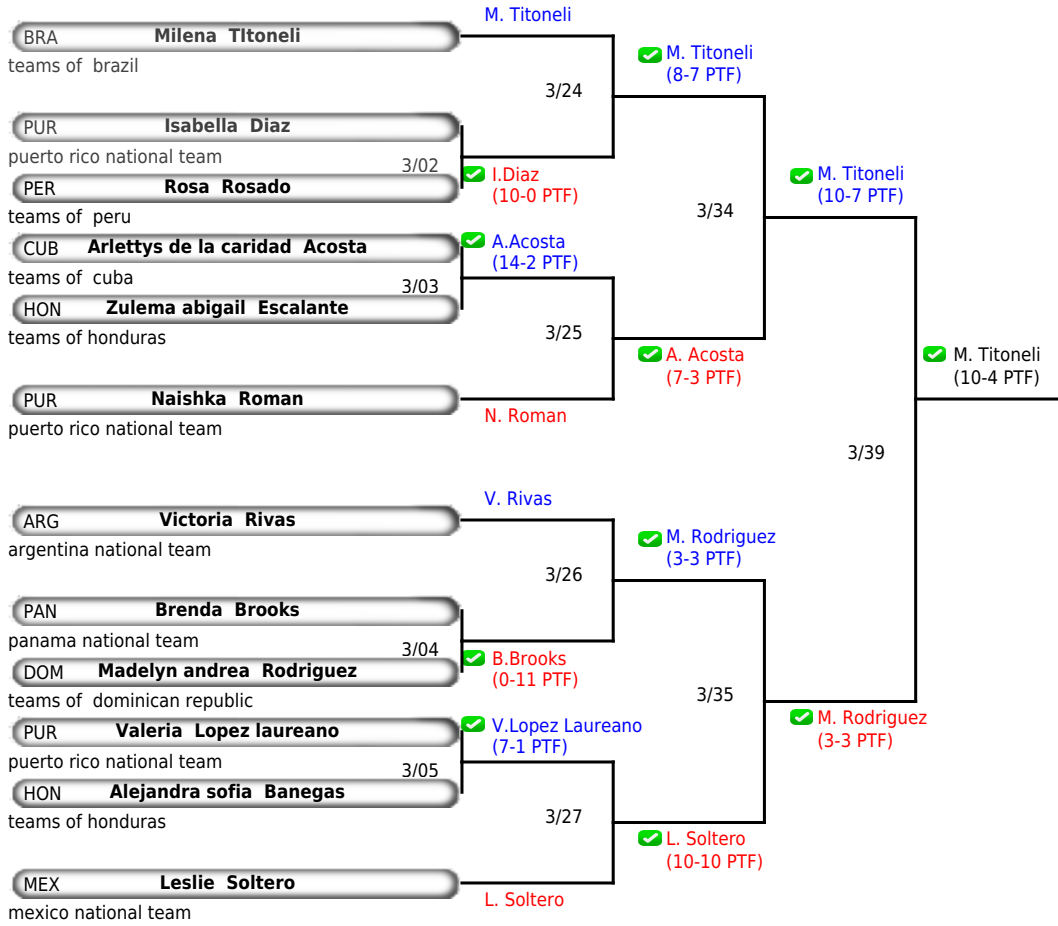 M. Titoneli
BRA Milena TItoneli
teams of brazil
M. Titoneli
(8-7 PTF)
3/24
PUR Isabella Diaz
puerto rico national team
3/02
I.Diaz
(10-0 PTF)
PER Rosa Rosado
teams of peru
M. Titoneli
(10-7 PTF)
3/34
CUB Arlettys de la caridad Acosta
teams of cuba
A.Acosta
(14-2 PTF)
3/03
HON Zulema abigail Escalante
teams of honduras
3/25
A. Acosta
(7-3 PTF)
M. Titoneli
(10-4 PTF)
PUR Naishka Roman
puerto rico national team
N. Roman
3/39
V. Rivas
ARG Victoria Rivas
argentina national team
M. Rodriguez
(3-3 PTF)
3/26
PAN Brenda Brooks
panama national team
3/04
B.Brooks
(0-11 PTF)
DOM Madelyn andrea Rodriguez
teams of dominican republic
3/35
M. Rodriguez
(3-3 PTF)
PUR Valeria Lopez laureano
puerto rico national team
V.Lopez Laureano
(7-1 PTF)
3/05
HON Alejandra sofia Banegas
teams of honduras
3/27
L. Soltero
(10-10 PTF)
MEX Leslie Soltero
mexico national team
L. Soltero